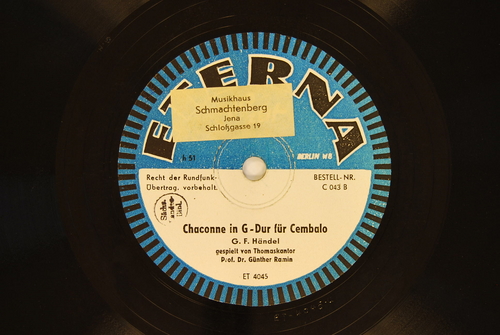 ETERNA
Musikhaus
Schmachtenberg
Jena
Schloßgasse 19
h 51
BERLIN W8
Recht der Rundfunk-
Übertrag. vorbehalt.
BESTELL-NR.
C 043 B
Chaconne in G-Dur für Cembalo
G. F. Händel
gespielt von Thomaskantor
Prof. Dr. Günther Ramin
ET 4045